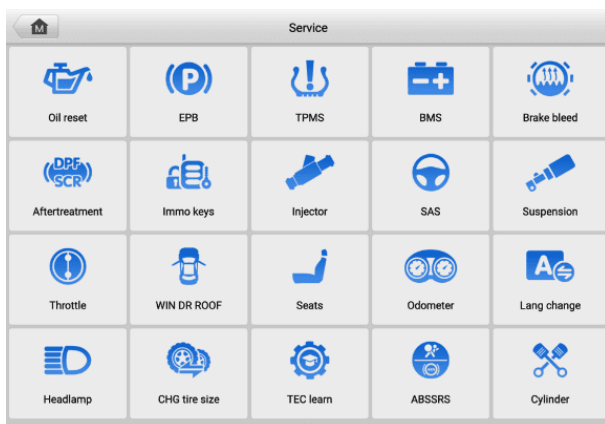 M
Service
Oil reset
EPB
TPMS
BMS
Brake bleed
DPF
SCR
Aftertreatment
Immo keys
Injector
SAS
Suspension
Throttle
WIN DR ROOF
Seats
Odometer
A
Lang change
Headlamp
CHG tire size
TEC learn
ABSSRS
Cylinder